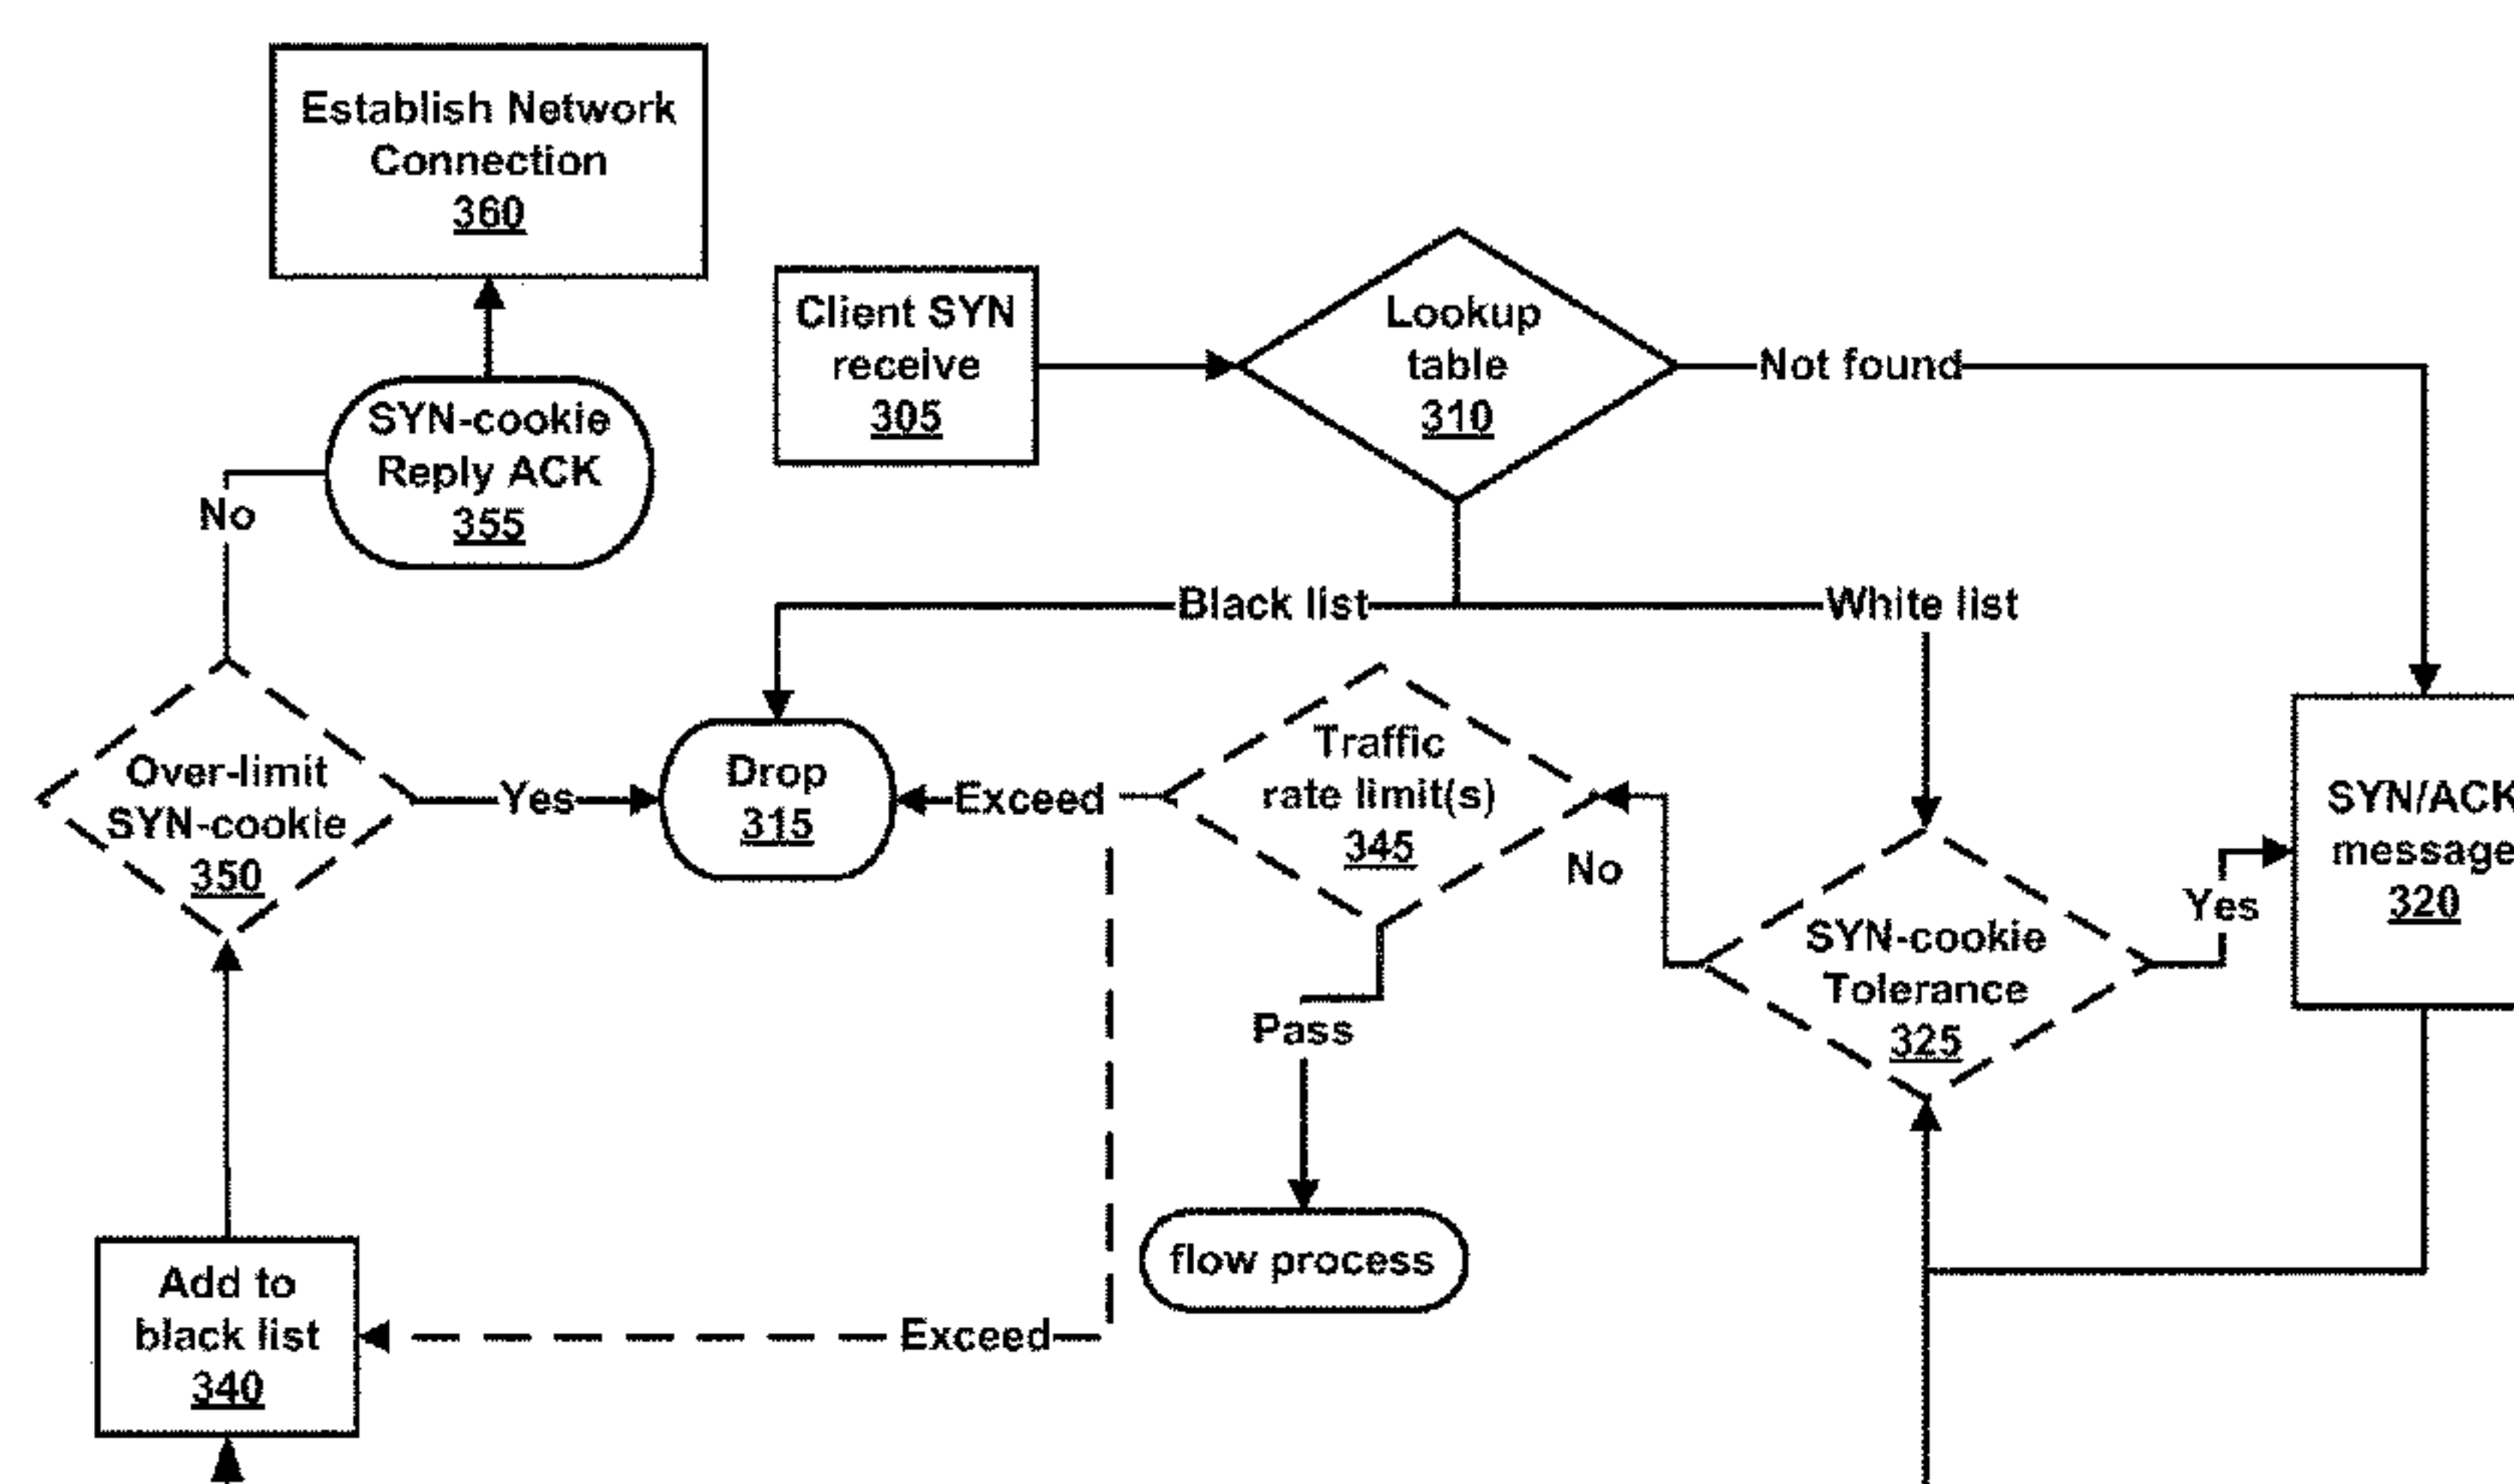 Establish Network
Connection
360
Client SYN
receive
305
Lookup
table
310
Not found
SYN-cookie
Reply ACK
355
No
Black list
White list
Over-limit
SYN-cookie
350
Yes
Drop
315
Exceed
Traffic
rate limit(s)
345
No
SYN-cookie
Tolerance
325
Yes
SYN/ACK
message
320
Pass
flow process
Add to
black list
340
Exceed